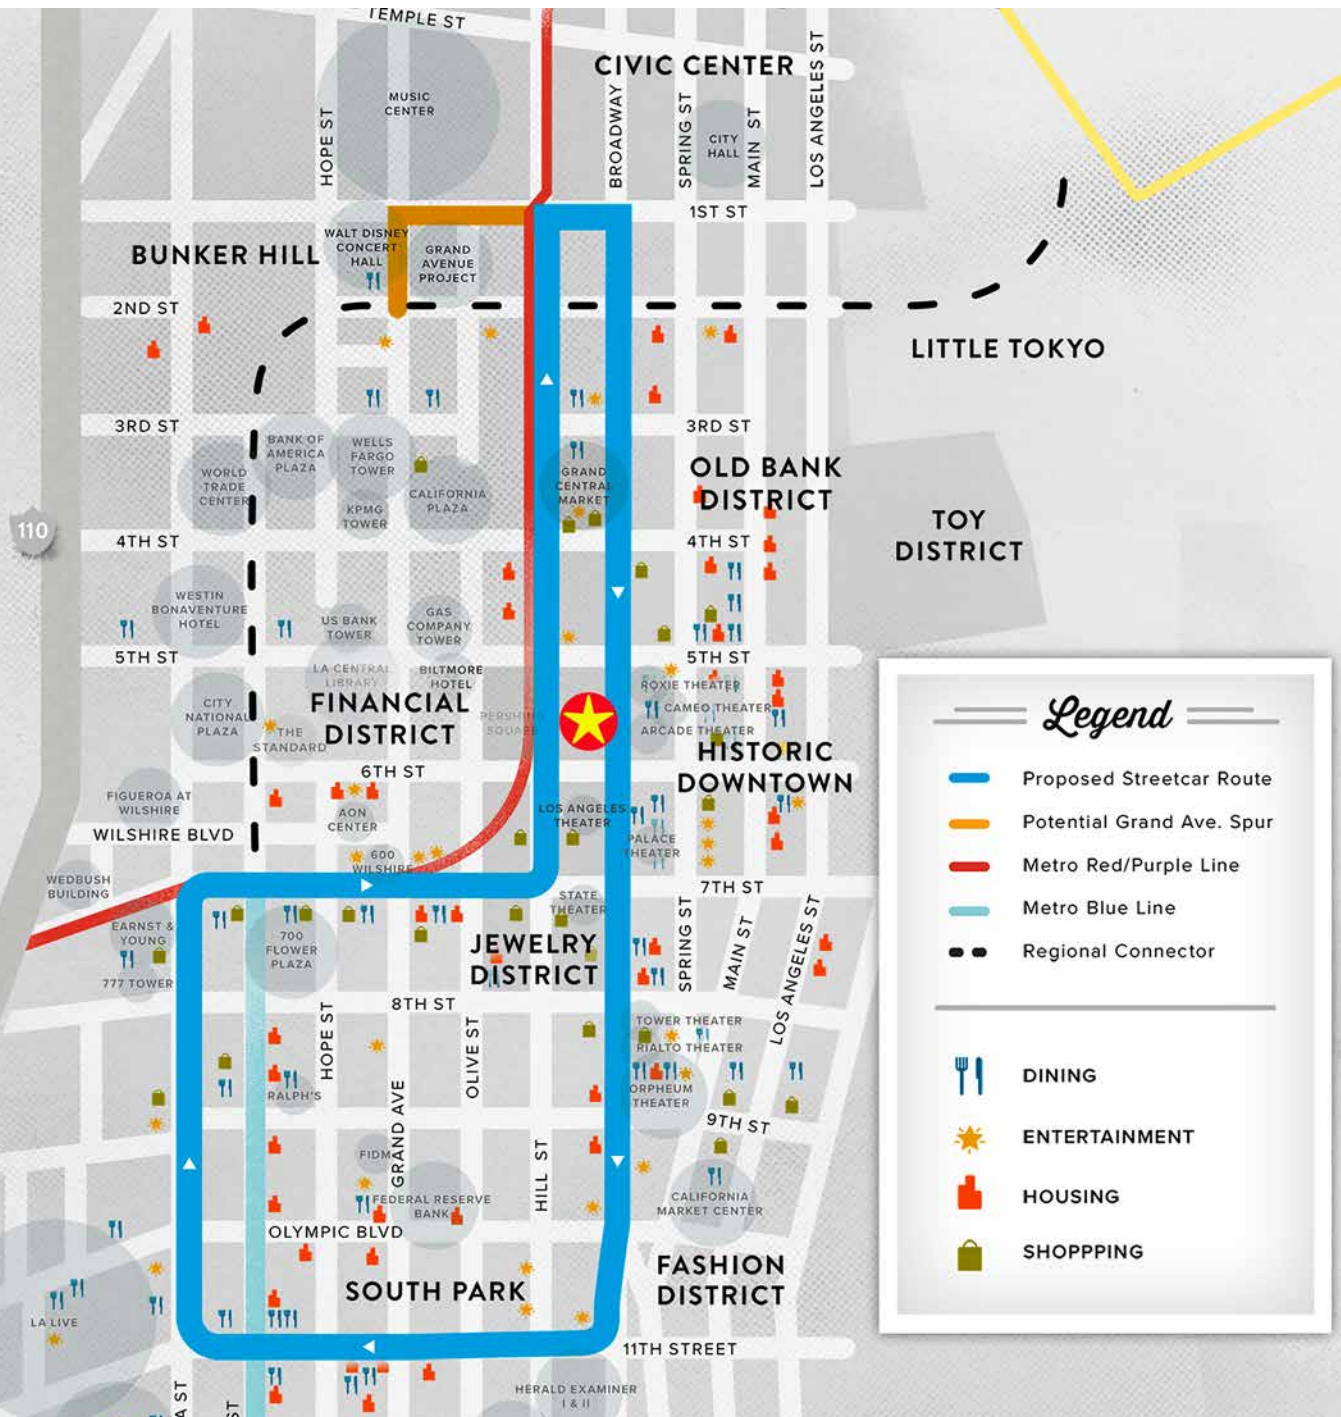 TEMPLE ST
CIVIC CENTER
MUSIC
CENTER
HOPE ST
BROADWAY
SPRING ST
CITY
HALL
MAIN ST
LOS ANGELES ST
1ST ST
WALT DISNEY
CONCERT
HALL
GRAND
AVENUE
PROJECT
BUNKER HILL
2ND ST
LITTLE TOKYO
3RD ST
3RD ST
BANK OF
AMERICA
PLAZA
WELLS
FARGO
TOWER
WORLD
TRADE
CENTER
CALIFORNIA
PLAZA
KPMG
TOWER
GRAND
CENTRAL
MARKET
OLD BANK
DISTRICT
TOY
DISTRICT
110
4TH ST
4TH ST
WESTIN
BONAVENTURE
HOTEL
US BANK
TOWER
GAS
COMPANY
TOWER
5TH ST
5TH ST
LA CENTRAL
LIBRARY
BILTMORE
HOTEL
ROXIE THEATER
CAMEO THEATER
ARCADE THEATER
CITY
NATIONAL
PLAZA
FINANCIAL
DISTRICT
PERSHING
SQUARE
THE
STANDARD
HISTORIC
DOWNTOWN
6TH ST
FIGUEROA AT
WILSHIRE
AON
CENTER
LOS ANGELES
THEATER
WILSHIRE BLVD
PALACE
THEATER
600
WILSHIRE
WEDBUSH
BUILDING
7TH ST
STATE
THEATER
EARNST &
YOUNG
700
FLOWER
PLAZA
JEWELRY
DISTRICT
SPRING ST
MAIN ST
LOS ANGELES ST
777 TOWER
8TH ST
HOPE ST
OLIVE ST
TOWER THEATER
RIALTO THEATER
RALPH'S
ORPHEUM
THEATER
GRAND AVE
9TH ST
FIDM
HILL ST
FEDERAL RESERVE
BANK
CALIFORNIA
MARKET CENTER
OLYMPIC BLVD
SOUTH PARK
FASHION
DISTRICT
LA LIVE
11TH STREET
HERALD EXAMINER
I & II
A ST
ST
Legend
Proposed Streetcar Route
Potential Grand Ave. Spur
Metro Red/Purple Line
Metro Blue Line
Regional Connector
DINING
ENTERTAINMENT
HOUSING
SHOPPPING